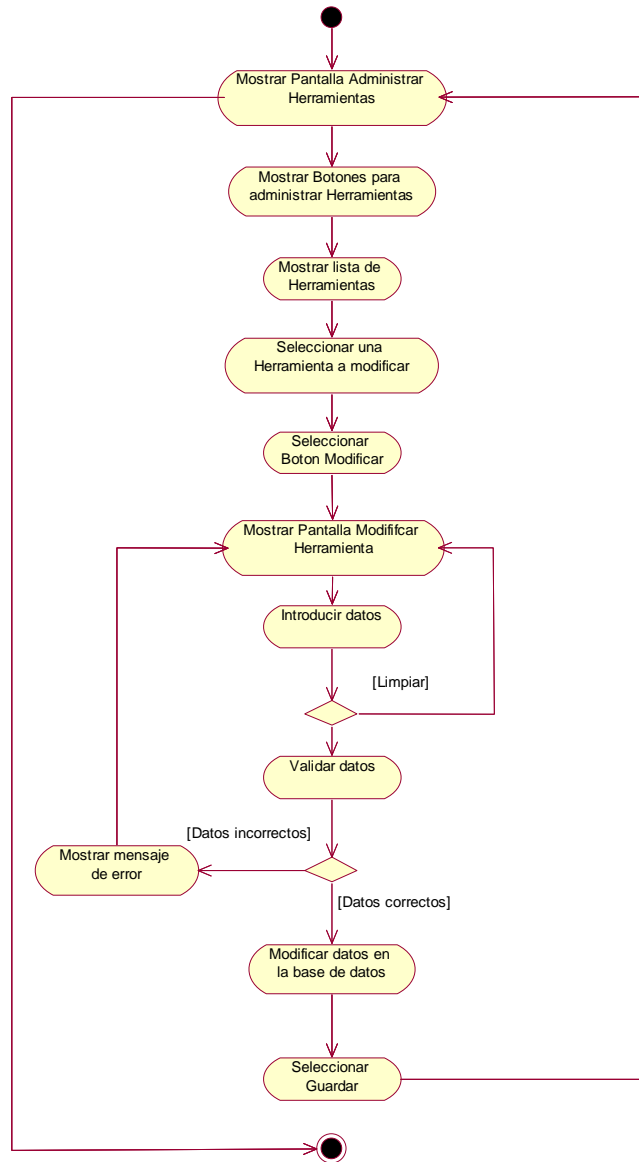 Mostrar Pantalla Administrar
Herramientas
Mostrar Botones para
administrar Herramientas
Mostrar lista de
Herramientas
Seleccionar una
Herramienta a modificar
Seleccionar
Boton Modificar
Mostrar Pantalla Modififcar
Herramienta
Introducir datos
[Limpiar]
Validar datos
[Datos incorrectos]
Mostrar mensaje
de error
[Datos correctos]
Modificar datos en
la base de datos
Seleccionar
Guardar